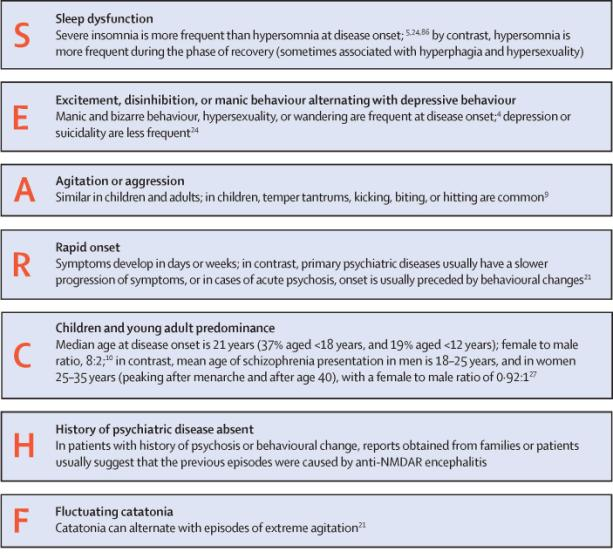 S
Sleep dysfunction
Severe insomnia is more frequent than hypersomnia at disease onset; 5,24,86 by contrast, hypersomnia is
more frequent during the phase of recovery (sometimes associated with hyperphagia and hypersexuality)
E
Excitement, disinhibition, or manic behaviour alternating with depressive behaviour
Manic and bizarre behaviour, hypersexuality, or wandering are frequent at disease onset;4 depression or
suicidality are less frequent24
A
Agitation or aggression
Similar in children and adults; in children, temper tantrums, kicking, biting, or hitting are common9
R
Rapid onset
Symptoms develop in days or weeks; in contrast, primary psychiatric diseases usually have a slower
progression of symptoms, or in cases of acute psychosis, onset is usually preceded by behavioural changes21
C
Children and young adult predominance
Median age at disease onset is 21 years (37% aged <18 years, and 19% aged <12 years); female to male
ratio, 8:2;10 in contrast, mean age of schizophrenia presentation in men is 18–25 years, and in women
25–35 years (peaking after menarche and after age 40), with a female to male ratio of 0·92:127
H
History of psychiatric disease absent
In patients with history of psychosis or behavioural change, reports obtained from families or patients
usually suggest that the previous episodes were caused by anti-NMDAR encephalitis
F
Fluctuating catatonia
Catatonia can alternate with episodes of extreme agitation21